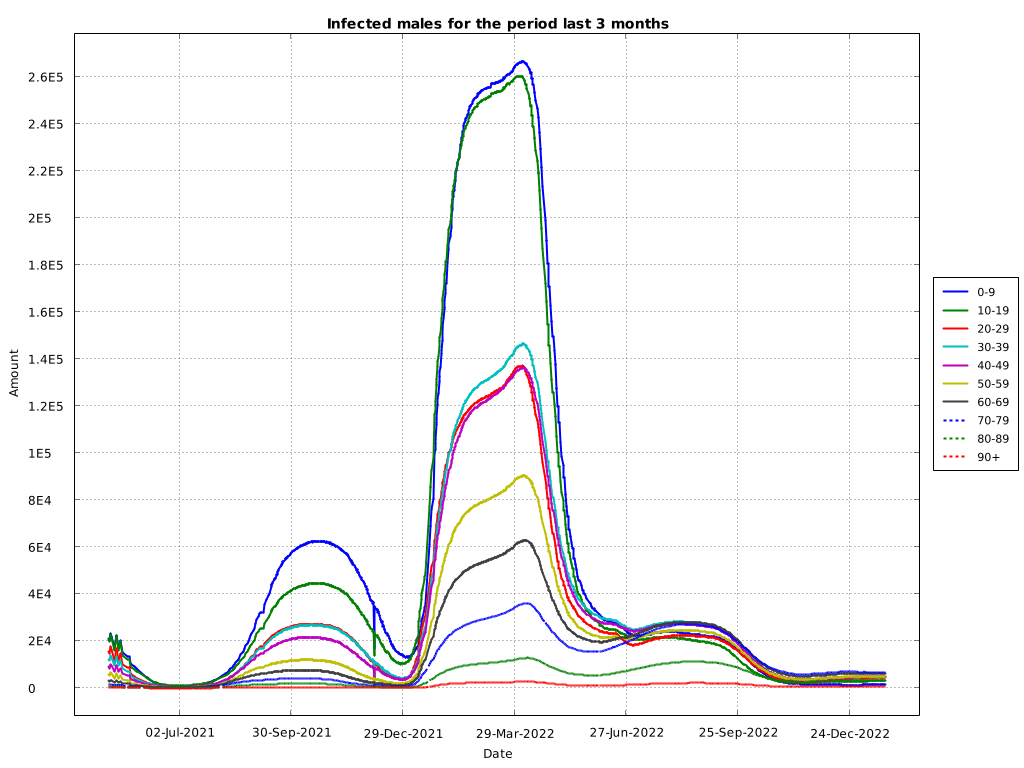 Infected males for the period last 3 months
2.6E5
2.4E5
2.2E5
2E5
1.8E5
1.6E5
1.4E5
1.2E5
1E5
8E4
6E4
4E4
2E4
0
Amount
02-Jul-2021 30-Sep-2021 29-Dec-2021 29-Mar-2022 27-Jun-2022 25-Sep-2022 24-Dec-2022
Date
0-9
10-19
20-29
30-39
40-49
50-59
60-69
70-79
80-89
90+